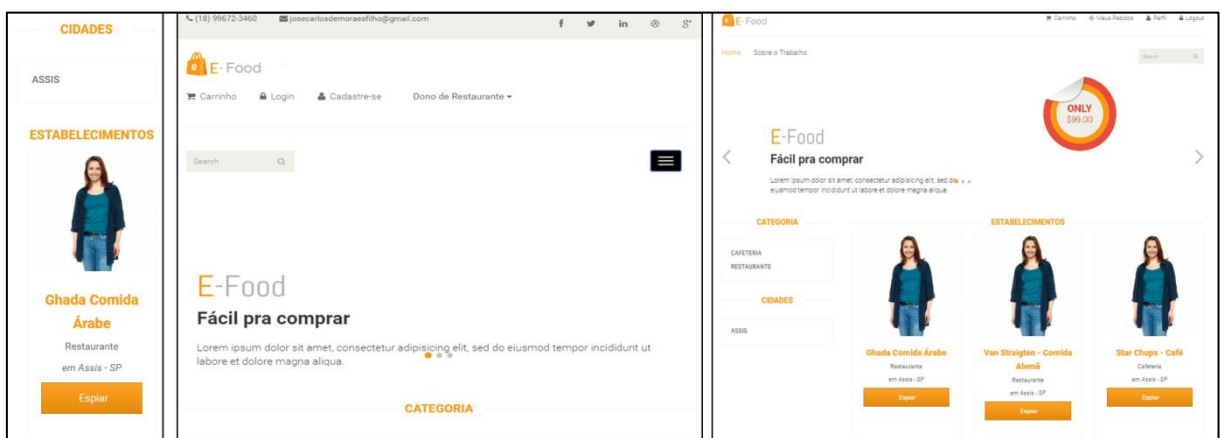 CIDADES
ASSIS
ESTABELECIMENTOS
Ghada Comida
Árabe
Restaurante
em Assis - SP
Espiar
(18) 99672-3460 josecarlosdemoraesfilho@gmail.com
E-Food
Carrinho Login Cadastre-se Dono de Restaurante
Search
E-Food
Fácil pra comprar
Lorem ipsum dolor sit amet, consectetur adipisicing elit, sed do eiusmod tempor incididunt ut
labore et dolore magna aliqua.
CATEGORIA
E-Food
Carrinho Meus Pedidos Perfil Logout
Home Sobre o Trabalho
Search
ONLY
$99.00
E-Food
Fácil pra comprar
Lorem ipsum dolor sit amet, consectetur adipisicing elit, sed do
eiusmod tempor incididunt ut labore et dolore magna aliqua.
CATEGORIA
CAFETERIA
RESTAURANTE
CIDADES
ASSIS
ESTABELECIMENTOS
Ghada Comida Árabe
Restaurante
em Assis - SP
Espiar
Van Straigten - Comida
Alemã
Restaurante
em Assis - SP
Espiar
Star Chups - Café
Cafeteria
em Assis - SP
Espiar